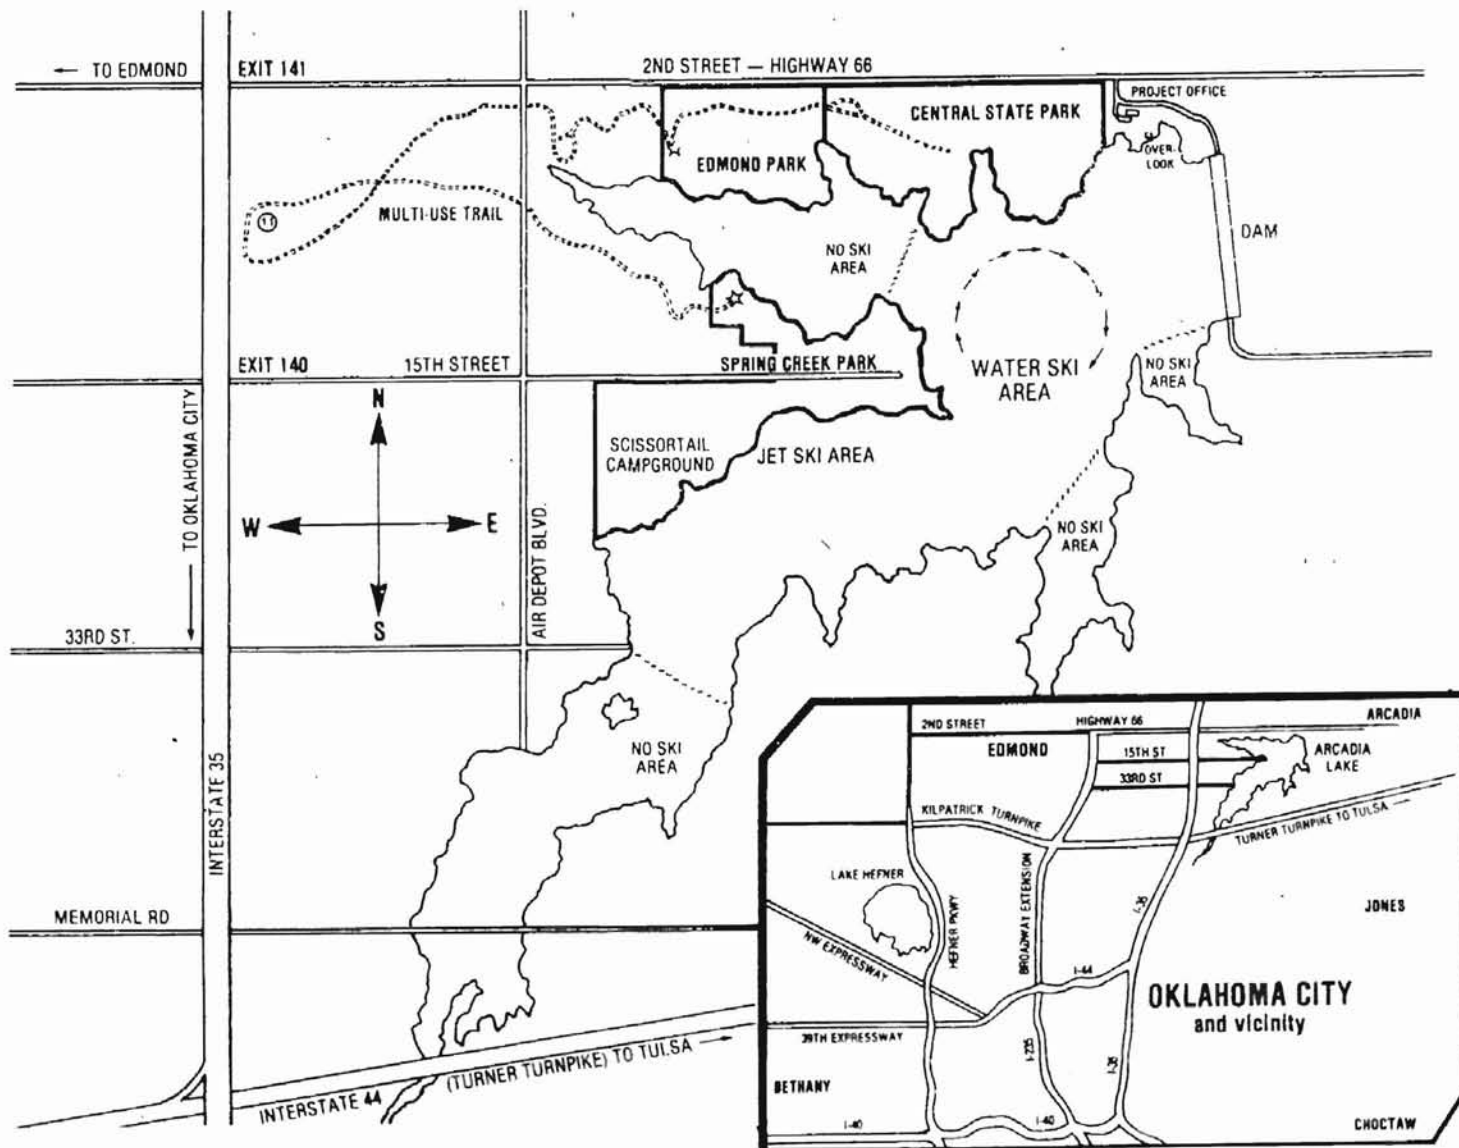 ← TO EDMOND
EXIT 141
2ND STREET — HIGHWAY 66
PROJECT OFFICE
CENTRAL STATE PARK
OVER-
LOOK
EDMOND PARK
MULTI-USE TRAIL
11
DAM
NO SKI
AREA
EXIT 140
15TH STREET
SPRING CREEK PARK
WATER SKI
AREA
NO SKI
AREA
N
W
E
S
TO OKLAHOMA CITY
SCISSORTAIL
CAMPGROUND
JET SKI AREA
NO SKI
AREA
AIR DEPOT BLVD.
33RD ST.
INTERSTATE 35
NO SKI
AREA
MEMORIAL RD
INTERSTATE 44
(TURNER TURNPIKE) TO TULSA
2ND STREET
HIGHWAY 66
ARCADIA
EDMOND
15TH ST
ARCADIA
LAKE
33RD ST
KILPATRICK TURNPIKE
TURNER TURNPIKE TO TULSA
LAKE HEFNER
HEFNER PKWY
BROADWAY EXTENSION
I-35
JONES
NW EXPRESSWAY
I-44
OKLAHOMA CITY
and vicinity
39TH EXPRESSWAY
I-235
BETHANY
I-40
I-40
CHOCTAW